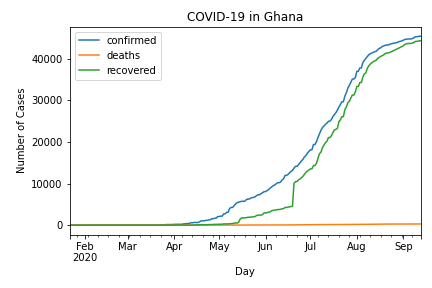 COVID-19 in Ghana
confirmed
deaths
recovered
Number of Cases
40000
30000
20000
10000
0
Feb Mar Apr May Jun Jul Aug Sep
2020
Day